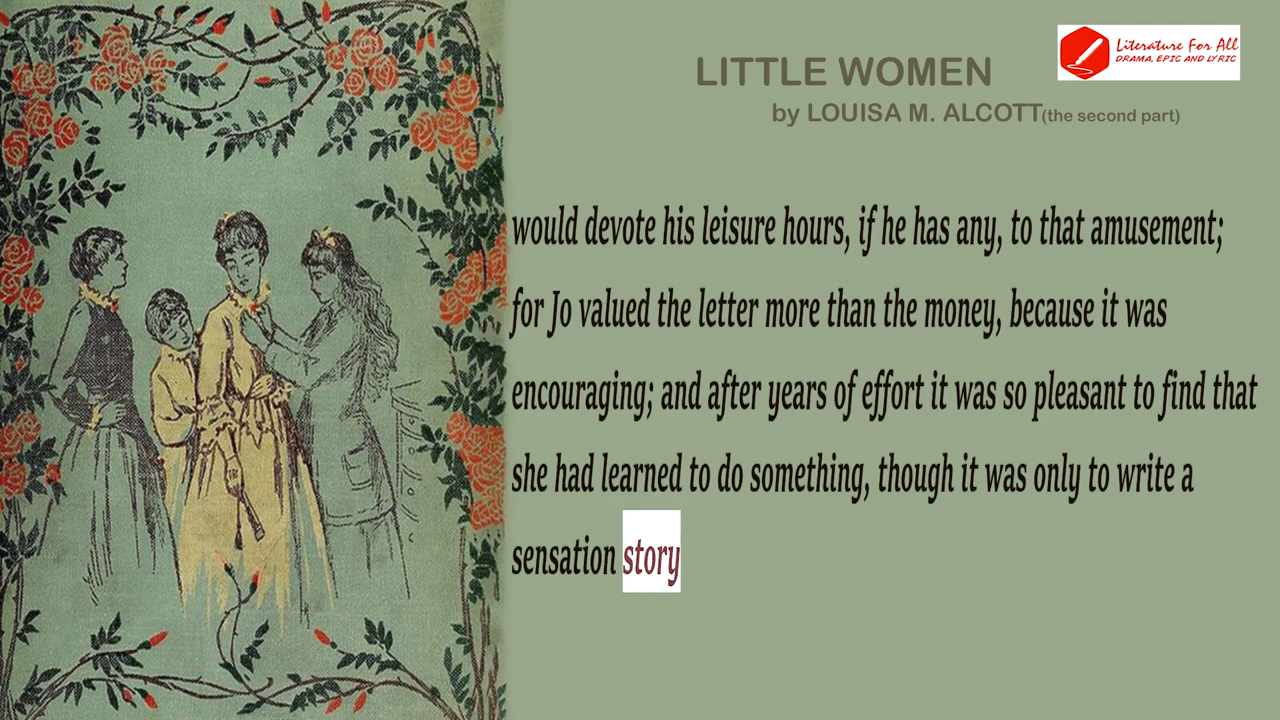 LITTLE WOMEN
Literature For All
DRAMA, EPIC AND LYRIC
by LOUISA M. ALCOTT(the second part)
would devote his leisure hours, if he has any, to that amusement;
for Jo valued the letter more than the money, because it was
encouraging; and after years of effort it was so pleasant to find that
she had learned to do something, though it was only to write a
sensation story